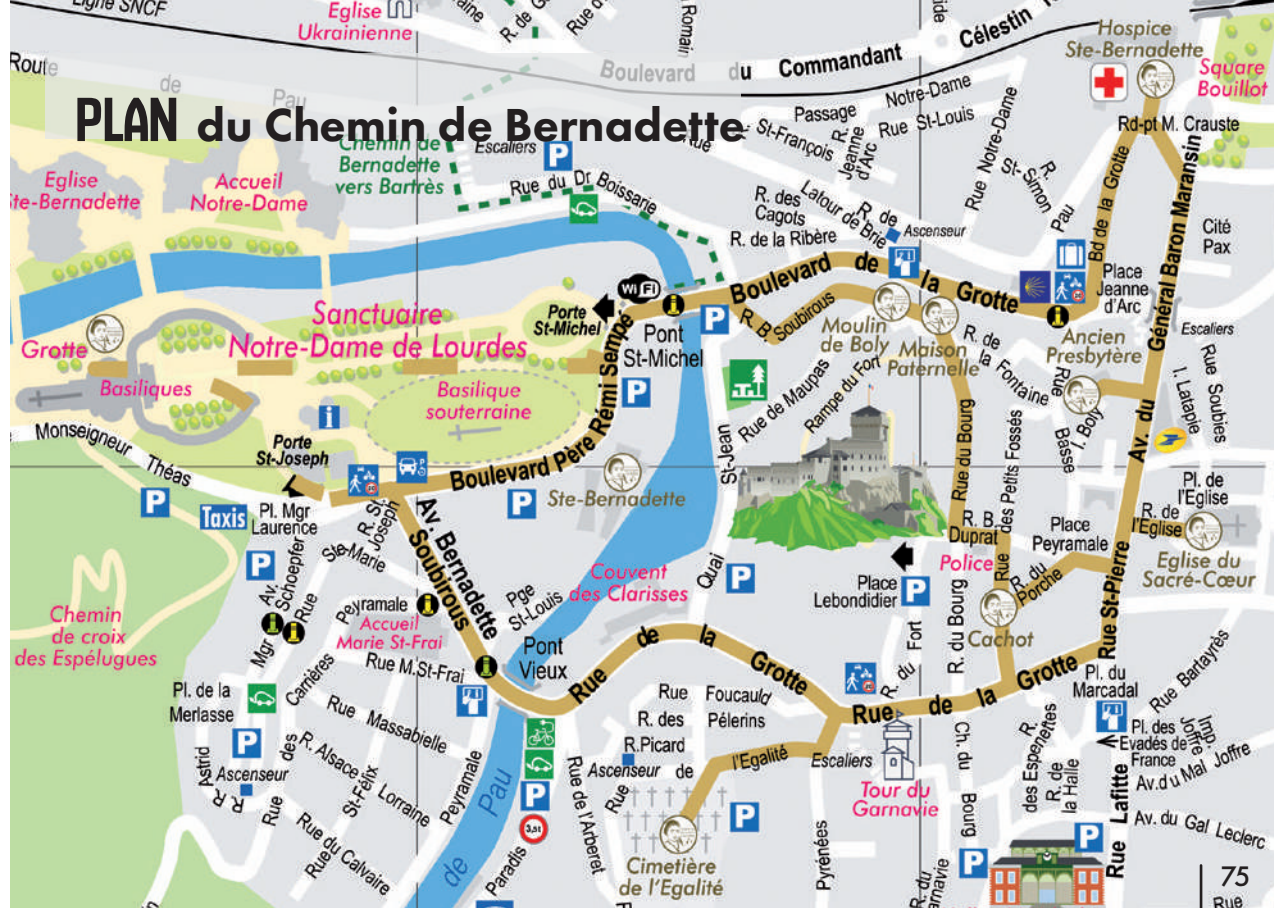 Ligne SNCF
Eglise
Ukrainienne
R. de G
Romain
Célestin
Hospice
Ste-Bernadette
Square
Bouillot
Route
de
Pau
Boulevard du Commandant
PLAN du Chemin de Bernadette
Passage
Notre-Dame
Rue
St-François
R.
Jeanne
d'Arc
Rue St-Louis
Rue Notre-Dame
R.
St-Simon
Pau
Rd-pt M. Crauste
Bd de la Grotte
Av. du Général Baron Maransin
Cité
Pax
Chemin de
Bernadette
vers Bartrès
Escaliers
P
Rue du Dr Boissarie
Eglise
Ste-Bernadette
Accueil
Notre-Dame
R. des
Cagots
R. de la Ribère
R. de
Latour de Brie
Ascenseur
Boulevard de la Grotte
Place
Jeanne
d'Arc
Escaliers
Wi Fi
Porte
St-Michel
Pont
St-Michel
P
R. B. Soubirous
Moulin
de Boly
Maison
Paternelle
R. de
la Fontaine
Ancien
Presbytère
Rue
Basse
I. Boly
I. Latapie
Rue Soubies
Sanctuaire
Notre-Dame de Lourdes
Grotte
Basiliques
Basilique
souterraine
i
P
Rue de Maupas
Rampe du Fort
Monseigneur Théas
Porte
St-Joseph
Boulevard Père Rémi Sempé
Ste-Bernadette
St-Jean
Quai
Rue du Bourg
des Petits Fossés
Rue
Pl. de
l'Eglise
R. de
l'Eglise
Eglise du
Sacré-Cœur
P
Taxis
Pl. Mgr
Laurence
R. St-
Joseph
P
Ste-Marie
Av. Bernadette
Soubirous
R. B.
Duprat
Police
Place
Peyramale
R. du
Porche
Rue St-Pierre
Chemin
de croix
des Espélugues
P
Av.
Mgr Schoepfer
Rue
Peyramale
Accueil
Marie St-Frai
Pge
St-Louis
Couvent
des Clarisses
P
Place
Lebondidier
P
R. du Fort
R. du Bourg
Cachot
Rue M.St-Frai
Pont
Vieux
Rue de la Grotte
Rue de la Grotte
Pl. du
Marcadal
Rue Bartayrès
Pl. de la
Merlasse
Carrières
des
Rue
Rue Massabielle
R. Alsace Lorraine
St-Félix
Rue
Peyramale
Rue Foucauld
R. des Pélerins
R.Picard
Ascenseur
Rue
de
l'Egalité
Escaliers
Tour du
Garnavie
Ch. du
Bourg
R.
des Espenettes
R. de
la Halle
Pl. des
Evadés de
France
Imp.
Joffre
Av.du Mal Joffre
P
R. R
Astrid
Ascenseur
Rue du Calvaire
de Pau
P
3,5t
Paradis
Rue de l'Arberet
Cimetière
de l'Egalité
P
Pyrénées
R. du
P
P
Rue Lafitte
Av. du Gal Leclerc
75
Rue